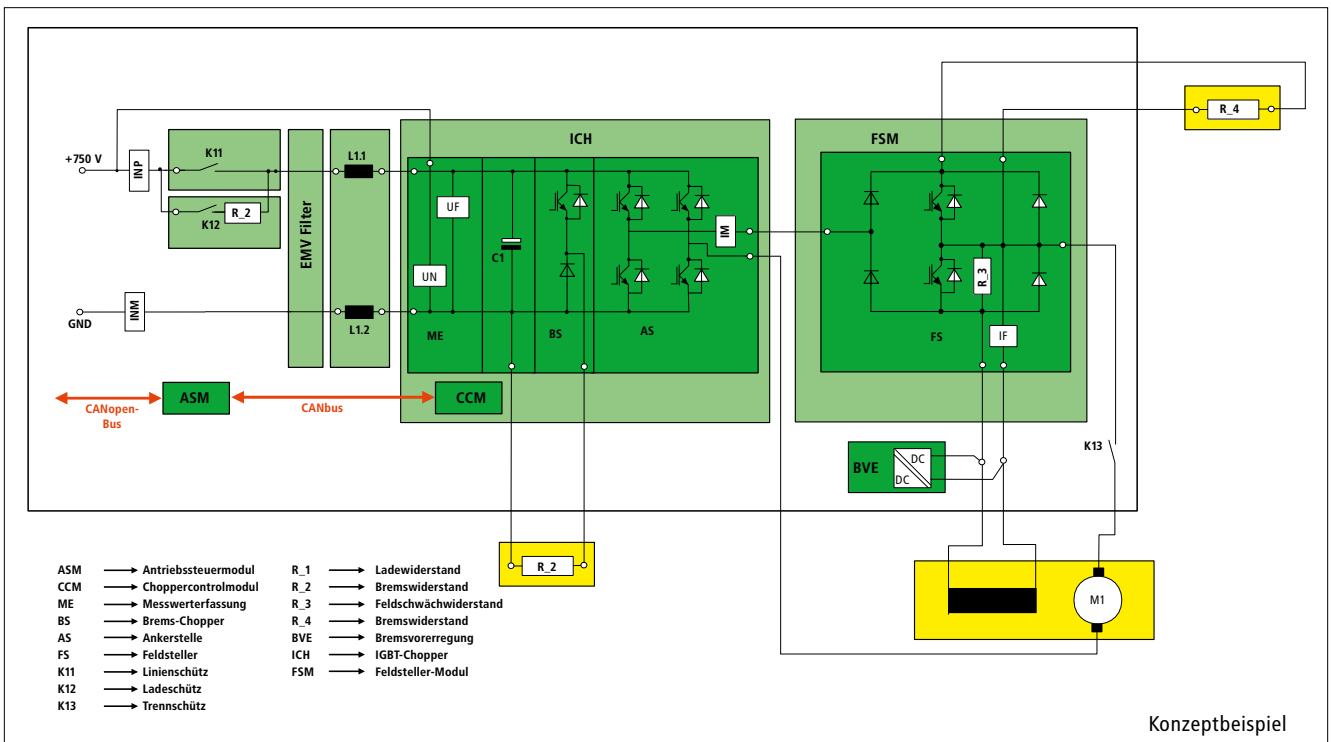 R_4
ICH
FSM
K11
L1.1
+750 V
INP
K12
R_2
EMV Filter
UF
C1
IM
UN
R_3
INM
GND
L1.2
ME
BS
AS
FS
IF
CANopen-
Bus
ASM
CANbus
CCM
K13
BVE
DC
DC
R_2
M1
ASM → Antriebssteuermodul
CCM → Choppercontrolmodul
ME → Messwerterfassung
BS → Brems-Chopper
AS → Ankerstelle
FS → Feldsteller
K11 → Linienschütz
K12 → Ladeschütz
K13 → Trennschütz
R_1 → Ladewiderstand
R_2 → Bremswiderstand
R_3 → Feldschwächwiderstand
R_4 → Bremswiderstand
BVE → Bremsvorerregung
ICH → IGBT-Chopper
FSM → Feldsteller-Modul
Konzeptbeispiel